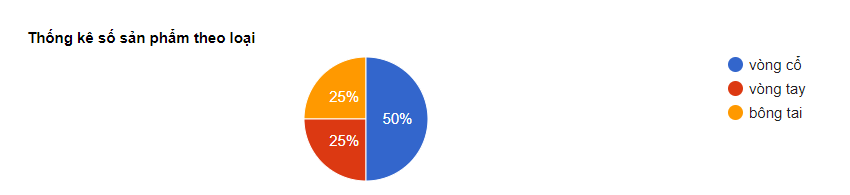 Thống kê số sản phẩm theo loại
vòng cổ
25%
vòng tay
50%
bông tai
25%